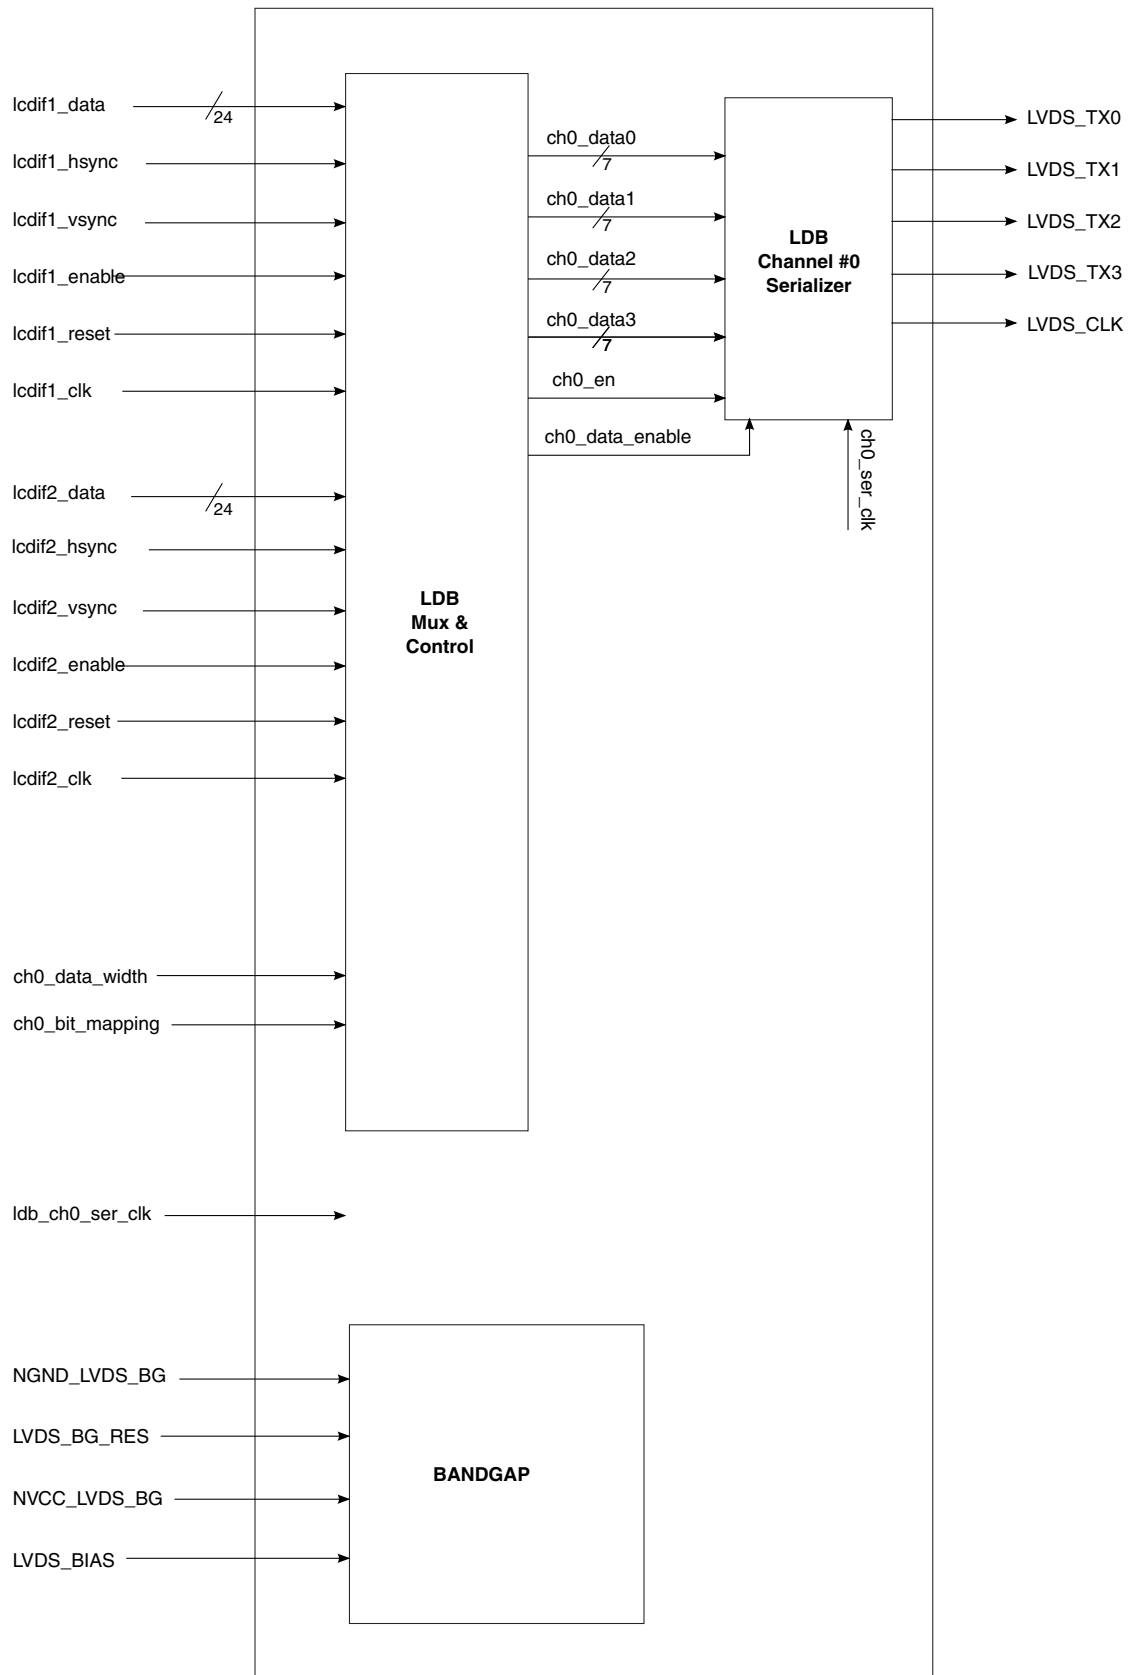 lcdif1_data
24
lcdif1_hsync
lcdif1_vsync
lcdif1_enable
lcdif1_reset
lcdif1_clk
lcdif2_data
24
lcdif2_hsync
lcdif2_vsync
lcdif2_enable
lcdif2_reset
lcdif2_clk
ch0_data_width
ch0_bit_mapping
ldb_ch0_ser_clk
NGND_LVDS_BG
LVDS_BG_RES
NVCC_LVDS_BG
LVDS_BIAS
LDB
Mux &
Control
BANDGAP
ch0_data0
7
ch0_data1
7
ch0_data2
7
ch0_data3
7
ch0_en
ch0_data_enable
LDB
Channel #0
Serializer
ch0_ser_clk
LVDS_TX0
LVDS_TX1
LVDS_TX2
LVDS_TX3
LVDS_CLK